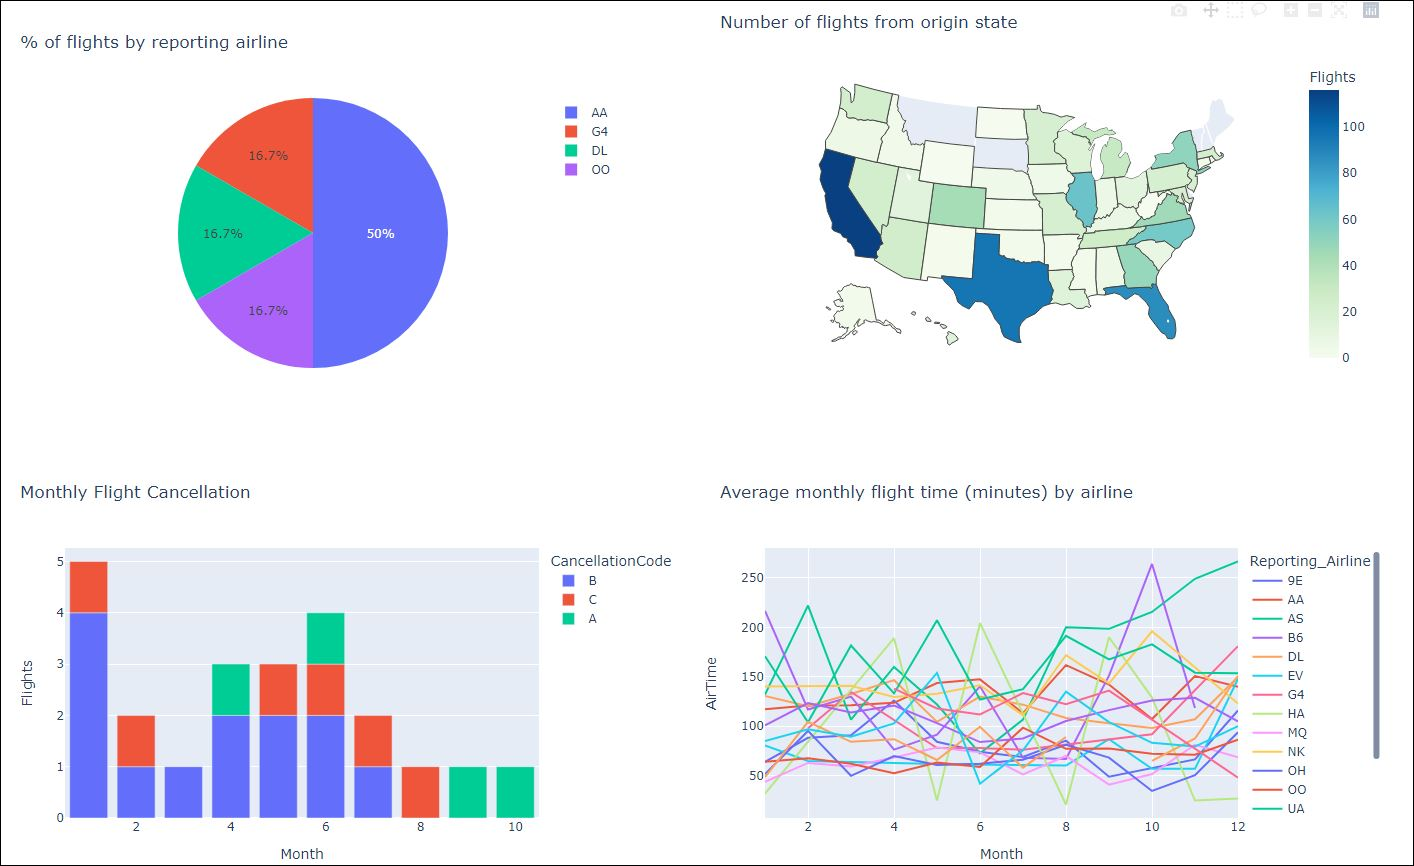 % of flights by reporting airline
50%
16.7%
16.7%
16.7%
AA
G4
DL
OO
Number of flights from origin state
Flights
100
80
60
40
20
0
Monthly Flight Cancellation
Flights
5
4
3
2
1
0
2
4
6
8
10
Month
CancellationCode
B
C
A
Average monthly flight time (minutes) by airline
AirTime
250
200
150
100
50
2
4
6
8
10
12
Month
Reporting_Airline
9E
AA
AS
B6
DL
EV
G4
HA
MQ
NK
OH
OO
UA